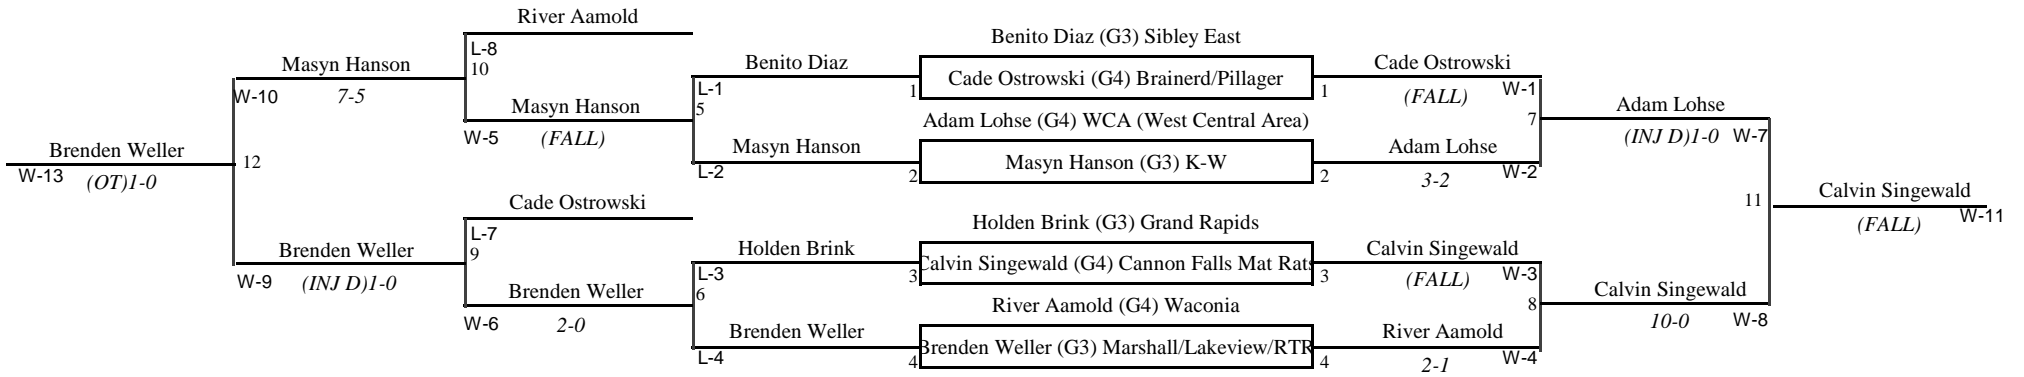 River Aamold
L-8
10
Benito Diaz (G3) Sibley East
Masyn Hanson
Benito Diaz
Cade Ostrowski (G4) Brainerd/Pillager
Cade Ostrowski
W-10
7-5
L-1
1
1
(FALL)
W-1
Masyn Hanson
5
Adam Lohse
W-5
(FALL)
Adam Lohse (G4) WCA (West Central Area)
7
(INJ D)1-0
W-7
Brenden Weller
12
Masyn Hanson
Masyn Hanson (G3) K-W
Adam Lohse
W-13
(OT)1-0
L-2
2
2
3-2
W-2
Cade Ostrowski
11
Calvin Singewald
L-7
9
Holden Brink (G3) Grand Rapids
(FALL)
W-11
Brenden Weller
Holden Brink
Calvin Singewald (G4) Cannon Falls Mat Rats
Calvin Singewald
W-9
(INJ D)1-0
L-3
3
3
(FALL)
W-3
Brenden Weller
6
Calvin Singewald
W-6
2-0
River Aamold (G4) Waconia
8
10-0
W-8
Brenden Weller
Brenden Weller (G3) Marshall/Lakeview/RTR
River Aamold
L-4
4
4
2-1
W-4